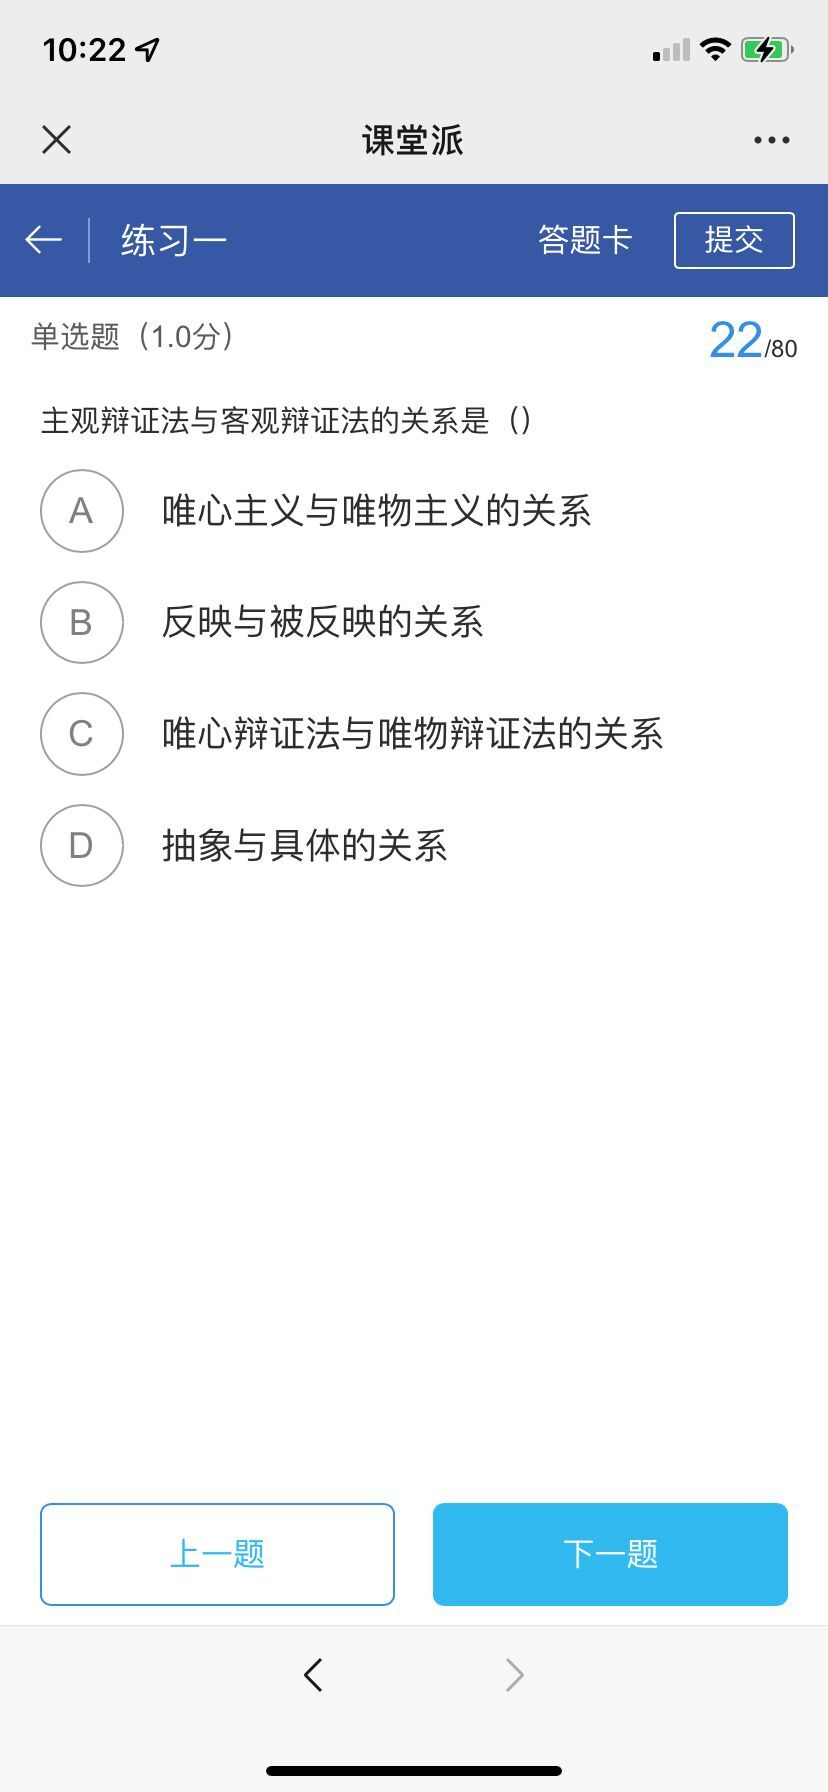 10:22
课堂派
练习一
答题卡
提交
单选题（1.0分）
22/80
主观辩证法与客观辩证法的关系是（）
A 唯心主义与唯物主义的关系
B 反映与被反映的关系
C 唯心辩证法与唯物辩证法的关系
D 抽象与具体的关系
上一题
下一题